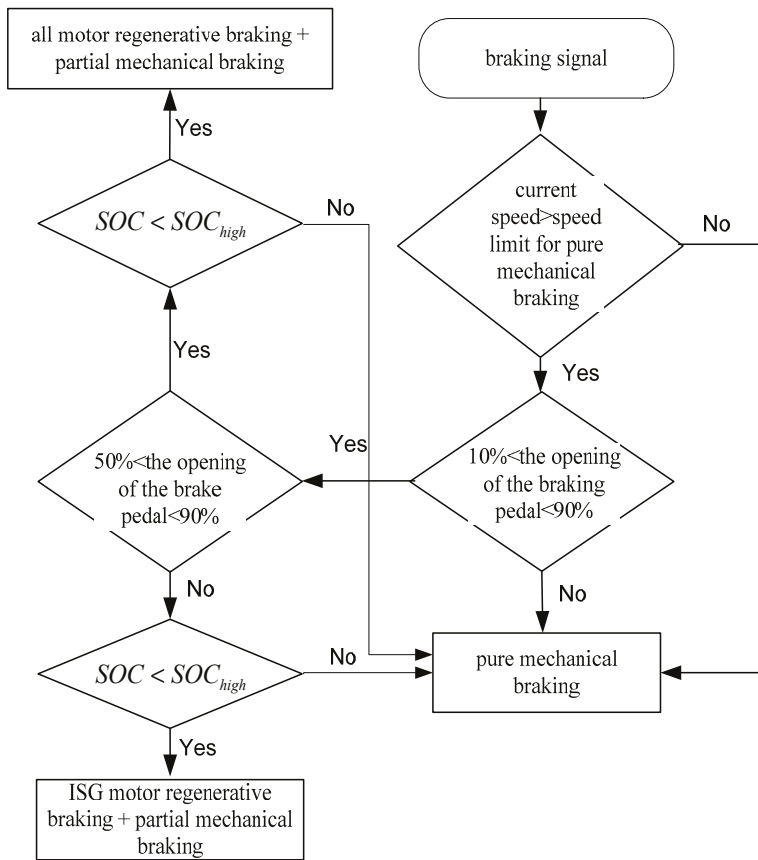 all motor regenerative braking +
partial mechanical braking
braking signal
Yes
current
speed>speed
limit for pure
mechanical
braking
SOC < SOC_high
No
No
Yes
Yes
Yes
50%<the opening
of the brake
pedal<90%
10%<the opening
of the braking
pedal<90%
No
No
SOC < SOC_high
No
pure mechanical
braking
Yes
ISG motor regenerative
braking + partial mechanical
braking